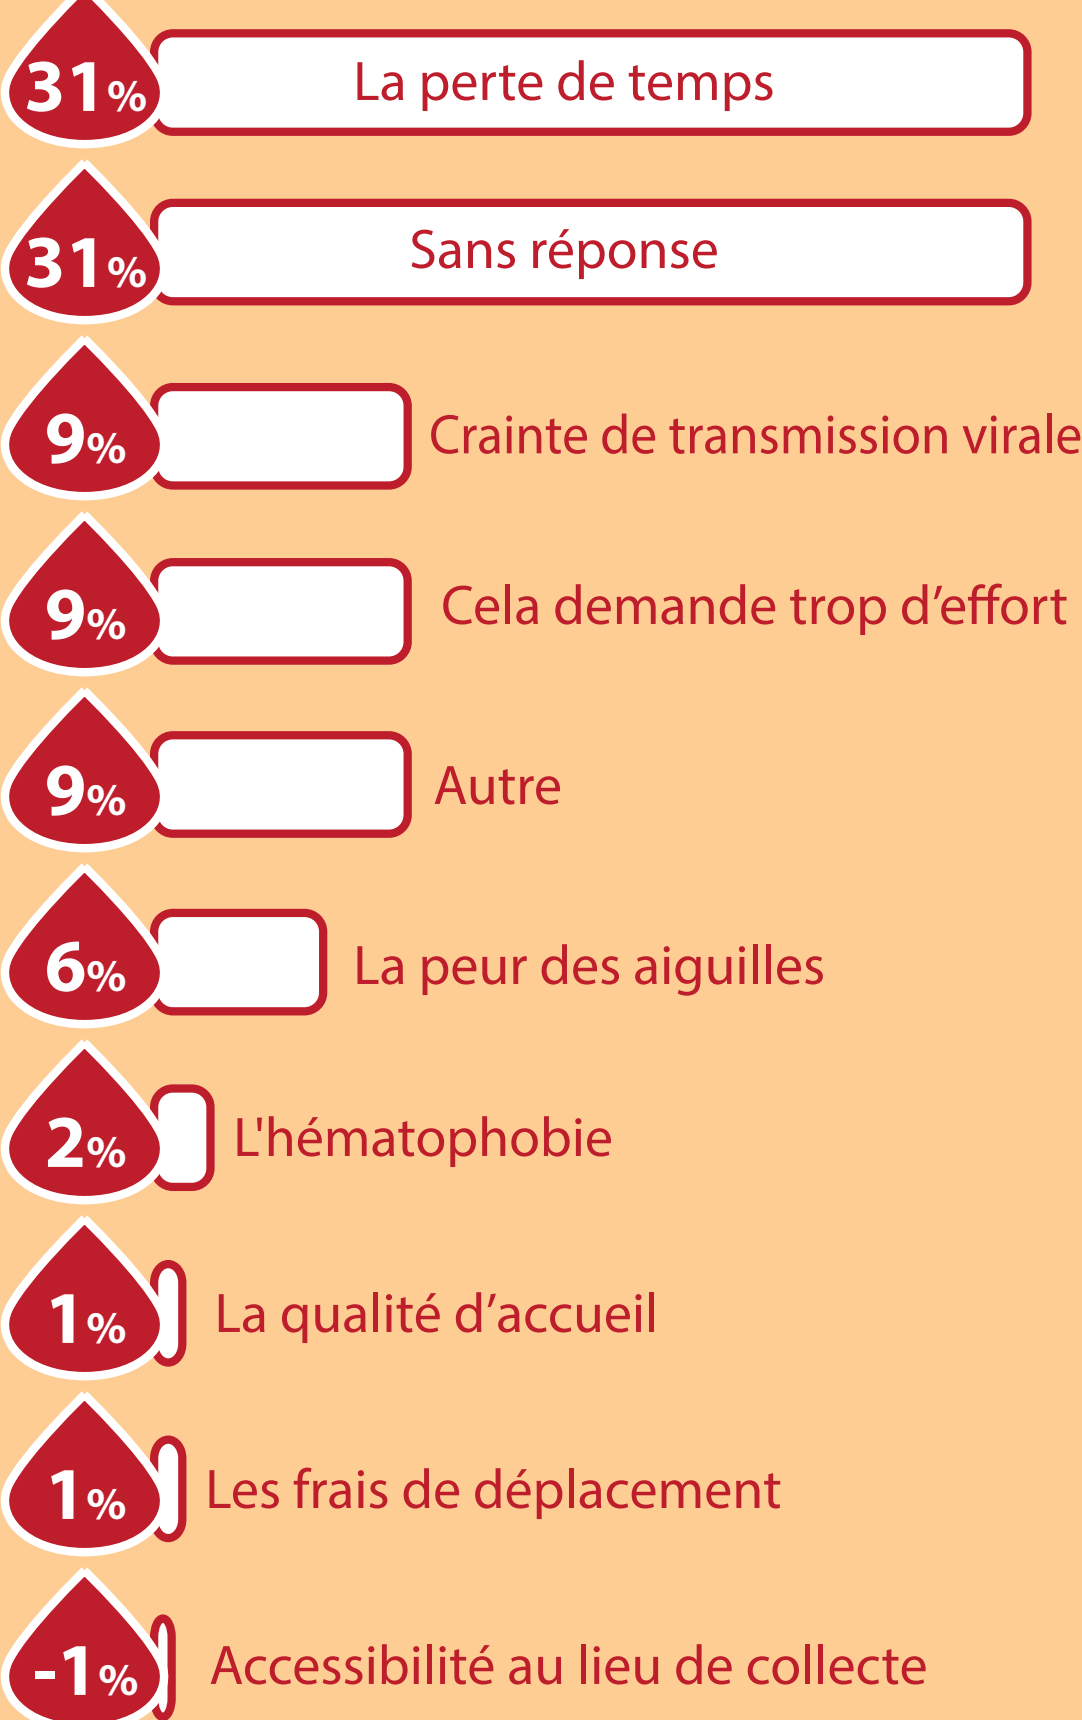 31% La perte de temps
31% Sans réponse
9% Crainte de transmission virale
9% Cela demande trop d’effort
9% Autre
6% La peur des aiguilles
2% L'hématophobie
1% La qualité d’accueil
1% Les frais de déplacement
-1% Accessibilité au lieu de collecte